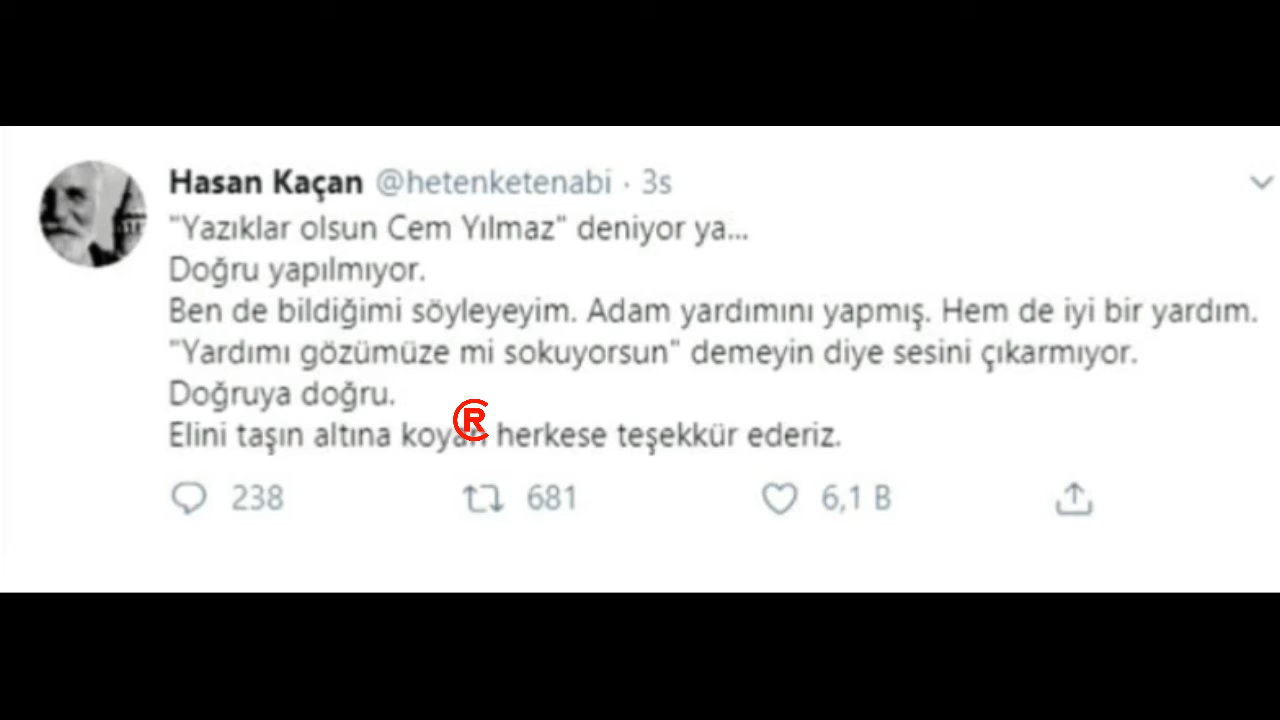 Hasan Kaçan @hetenketenabi · 3s
"Yazıklar olsun Cem Yılmaz" deniyor ya...
Doğru yapılmıyor.
Ben de bildiğimi söyleyeyim. Adam yardımını yapmış. Hem de iyi bir yardım.
"Yardımı gözümüze mi sokuyorsun" demeyin diye sesini çıkarmıyor.
Doğruya doğru.
Elini taşın altına koyan herkese teşekkür ederiz.
238 681 6,1 B
R